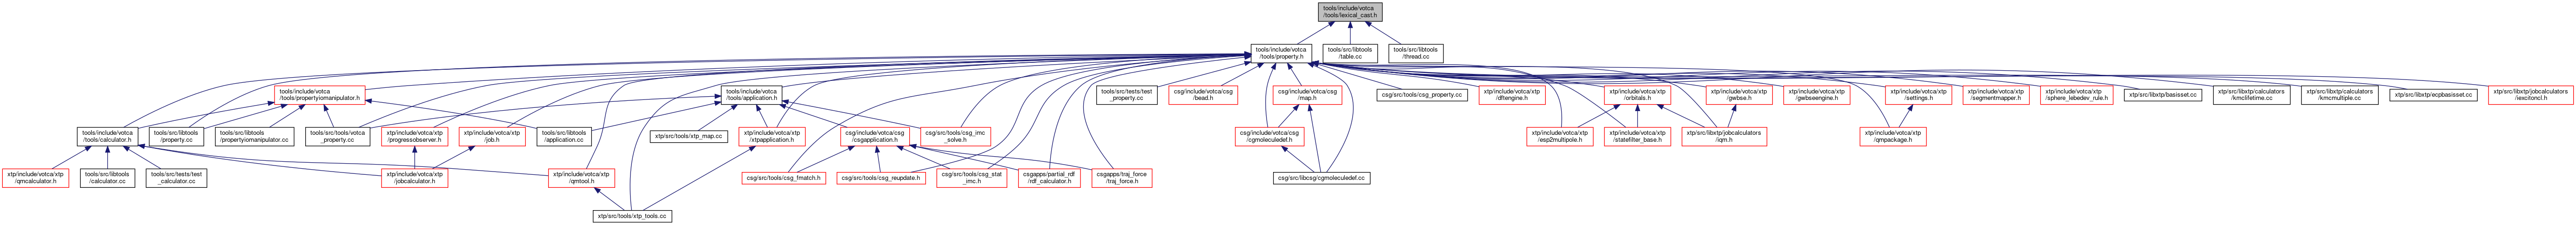 tools/include/votca
/tools/lexical_cast.h
tools/include/votca
/tools/property.h
tools/src/libtools
/table.cc
tools/src/libtools
/thread.cc
tools/include/votca
/tools/propertyiomanipulator.h
tools/include/votca
/tools/application.h
tools/src/tests/test
_property.cc
csg/include/votca/csg
/bead.h
csg/include/votca/csg
/map.h
csg/src/tools/csg_property.cc
xtp/include/votca/xtp
/dftengine.h
xtp/include/votca/xtp
/orbitals.h
xtp/include/votca/xtp
/gwbse.h
xtp/include/votca/xtp
/gwbseengine.h
xtp/include/votca/xtp
/settings.h
xtp/include/votca/xtp
/segmentmapper.h
xtp/include/votca/xtp
/sphere_lebedev_rule.h
xtp/src/libxtp/basisset.cc
xtp/src/libxtp/calculators
/kmclifetime.cc
xtp/src/libxtp/calculators
/kmcmultiple.cc
xtp/src/libxtp/ecpbasisset.cc
xtp/src/libxtp/jobcalculators
/iexcitoncl.h
tools/include/votca
/tools/calculator.h
tools/src/libtools
/property.cc
tools/src/libtools
/propertyiomanipulator.cc
tools/src/tools/votca
_property.cc
xtp/include/votca/xtp
/progressobserver.h
xtp/include/votca/xtp
/job.h
tools/src/libtools
/application.cc
xtp/src/tools/xtp_map.cc
xtp/include/votca/xtp
/xtpapplication.h
csg/include/votca/csg
/csgapplication.h
csg/src/tools/csg_imc
_solve.h
csg/include/votca/csg
/cgmoleculedef.h
xtp/include/votca/xtp
/esp2multipole.h
xtp/include/votca/xtp
/statefilter_base.h
xtp/src/libxtp/jobcalculators
/iqm.h
xtp/include/votca/xtp
/qmpackage.h
xtp/include/votca/xtp
/qmcalculator.h
tools/src/libtools
/calculator.cc
tools/src/tests/test
_calculator.cc
xtp/include/votca/xtp
/jobcalculator.h
xtp/include/votca/xtp
/qmtool.h
csg/src/tools/csg_fmatch.h
csg/src/tools/csg_reupdate.h
csg/src/tools/csg_stat
_imc.h
csgapps/partial_rdf
/rdf_calculator.h
csgapps/traj_force
/traj_force.h
csg/src/libcsg/cgmoleculedef.cc
xtp/src/tools/xtp_tools.cc